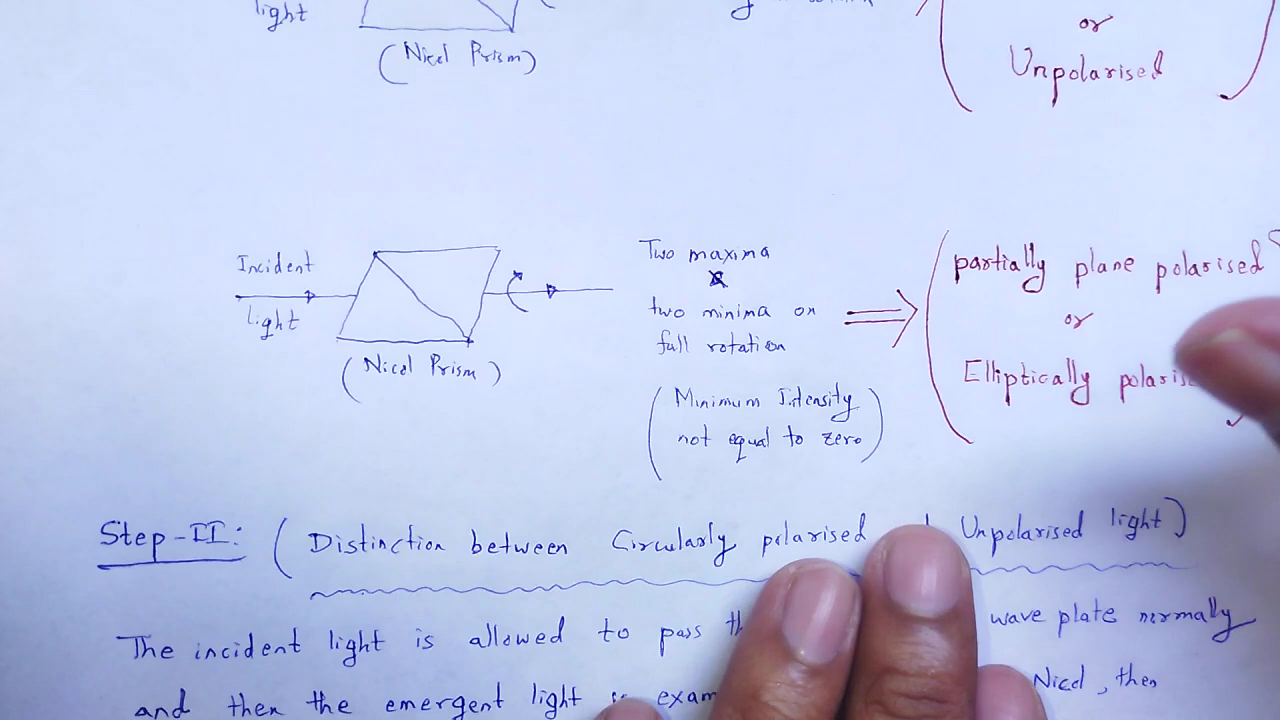 light
(Nicol Prism)
or
Unpolarised
Incident
light
(Nicol Prism)
Two maxima
&
two minima on
full rotation
(Minimum Intensity
not equal to zero)
partially plane polarised
or
Elliptically
Step-II: (Distinction between Circularly polarised Unpolarised light)
The incident light is allowed to pass wave plate normally
and then the emergent light Nicol, then